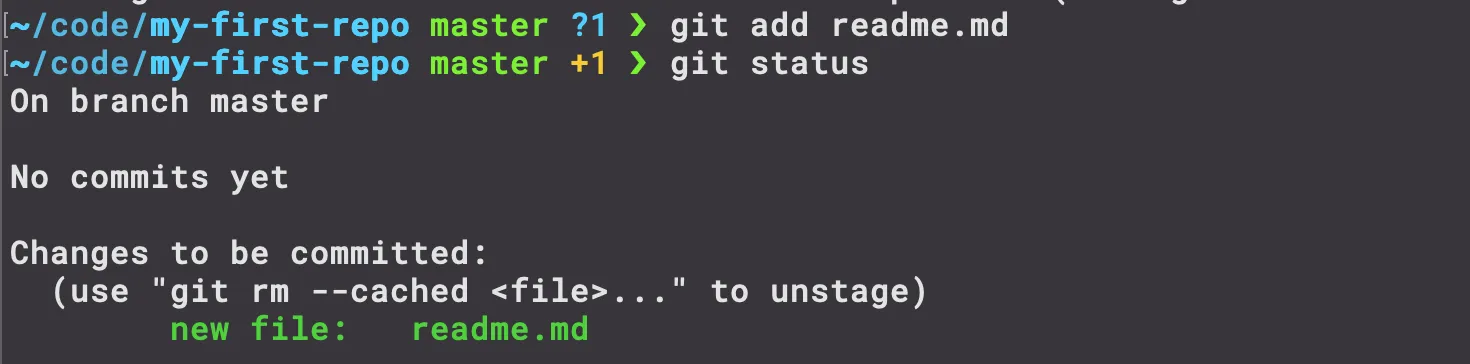 ~/code/my-first-repo master ?1 ❯ git add readme.md
~/code/my-first-repo master +1 ❯ git status
On branch master
No commits yet
Changes to be committed:
(use "git rm --cached <file>..." to unstage)
new file: readme.md